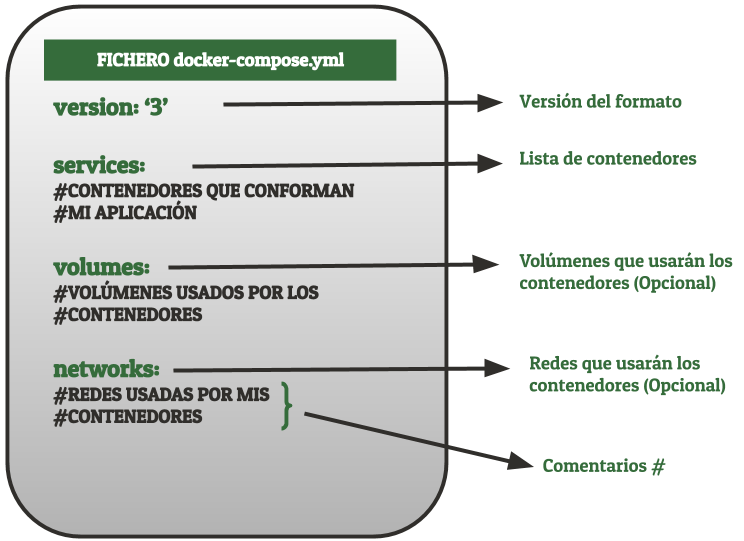 FICHERO docker-compose.yml
version: ‘3’
Versión del formato
services:
Lista de contenedores
#CONTENEDORES QUE CONFORMAN
#MI APLICACIÓN
volumes:
Volúmenes que usarán los
contenedores (Opcional)
#VOLÚMENES USADOS POR LOS
#CONTENEDORES
networks:
Redes que usarán los
contenedores (Opcional)
#REDES USADAS POR MIS
#CONTENEDORES
}
Comentarios #